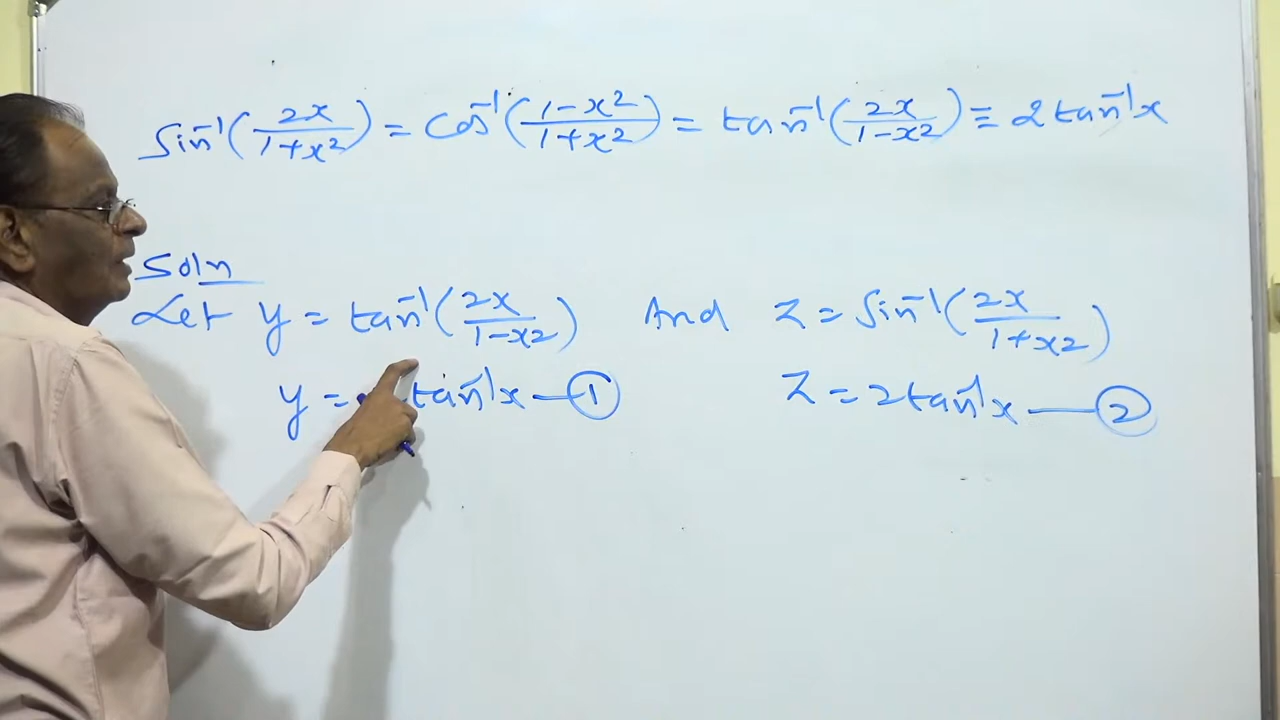 Sin⁻¹(2x/1+x²) = Cos⁻¹(1-x²/1+x²) = tan⁻¹(2x/1-x²) = 2tan⁻¹x
Soln
Let y = tan⁻¹(2x/1-x²) And z = Sin⁻¹(2x/1+x²)
y = tan⁻¹x — ① z = 2tan⁻¹x — ②